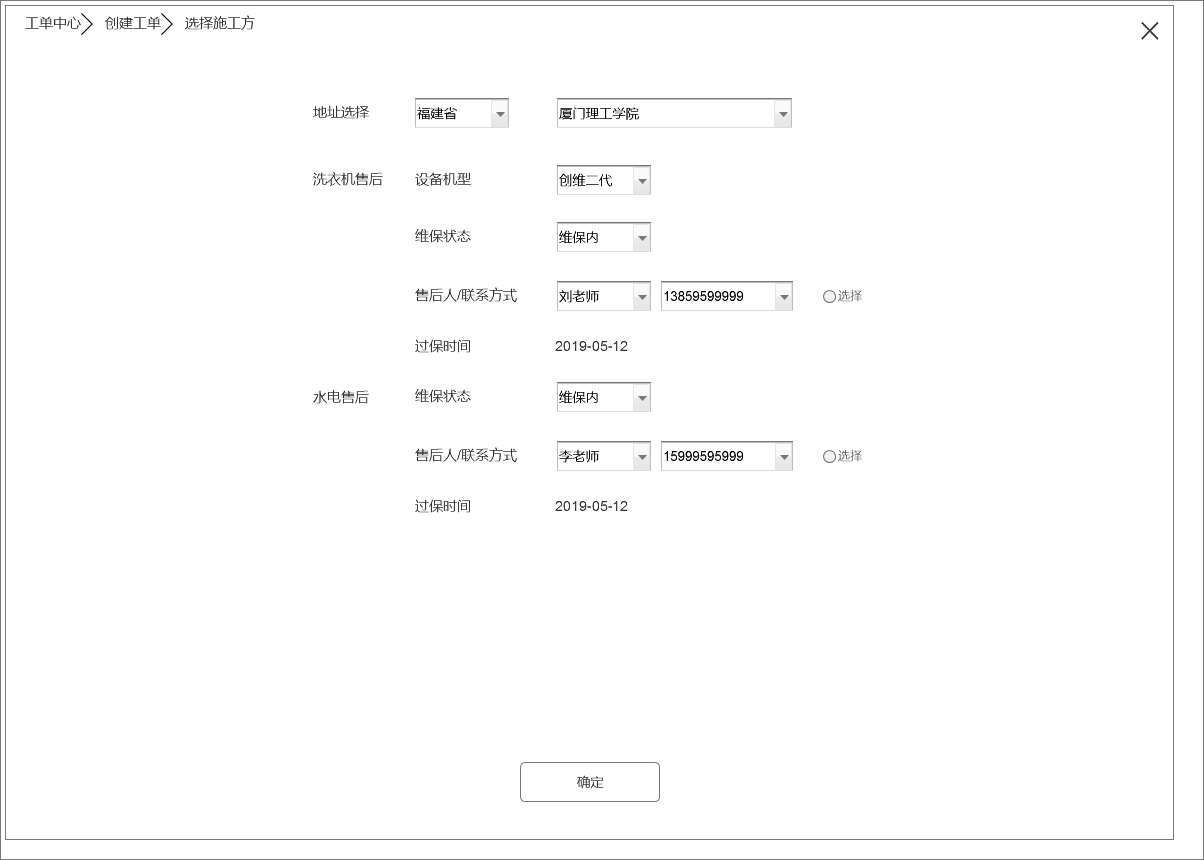 工单中心 创建工单 选择施工方
地址选择 福建省 厦门理工学院
洗衣机售后 设备机型 创维二代
维保状态 维保内
售后人/联系方式 刘老师 13859599999 选择
过保时间 2019-05-12
水电售后 维保状态 维保内
售后人/联系方式 李老师 15999595999 选择
过保时间 2019-05-12
确定